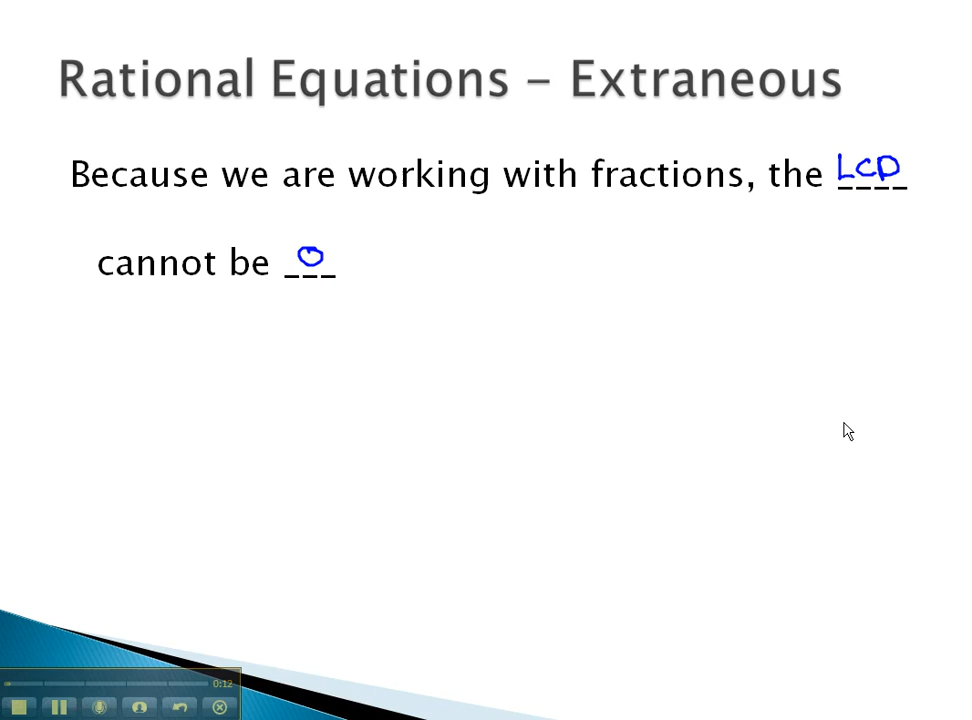 Rational Equations - Extraneous
Because we are working with fractions, the LCD
cannot be 0
0:12